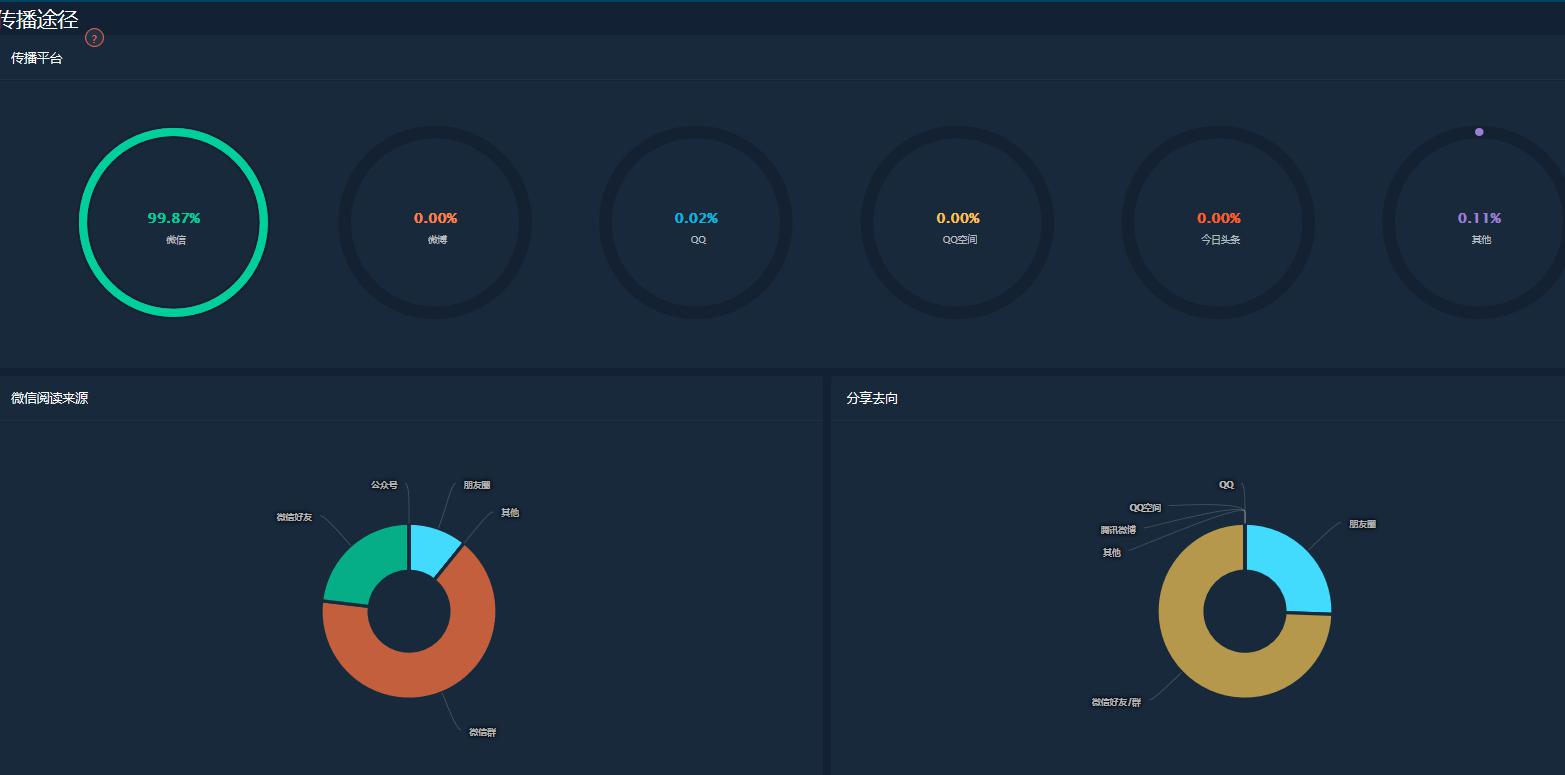 传播途径
?
传播平台
99.87%
微信
0.00%
微博
0.02%
QQ
0.00%
QQ空间
0.00%
今日头条
0.11%
其他
微信阅读来源
公众号
朋友圈
其他
微信好友
微信群
分享去向
QQ
QQ空间
腾讯微博
其他
朋友圈
微信好友/群